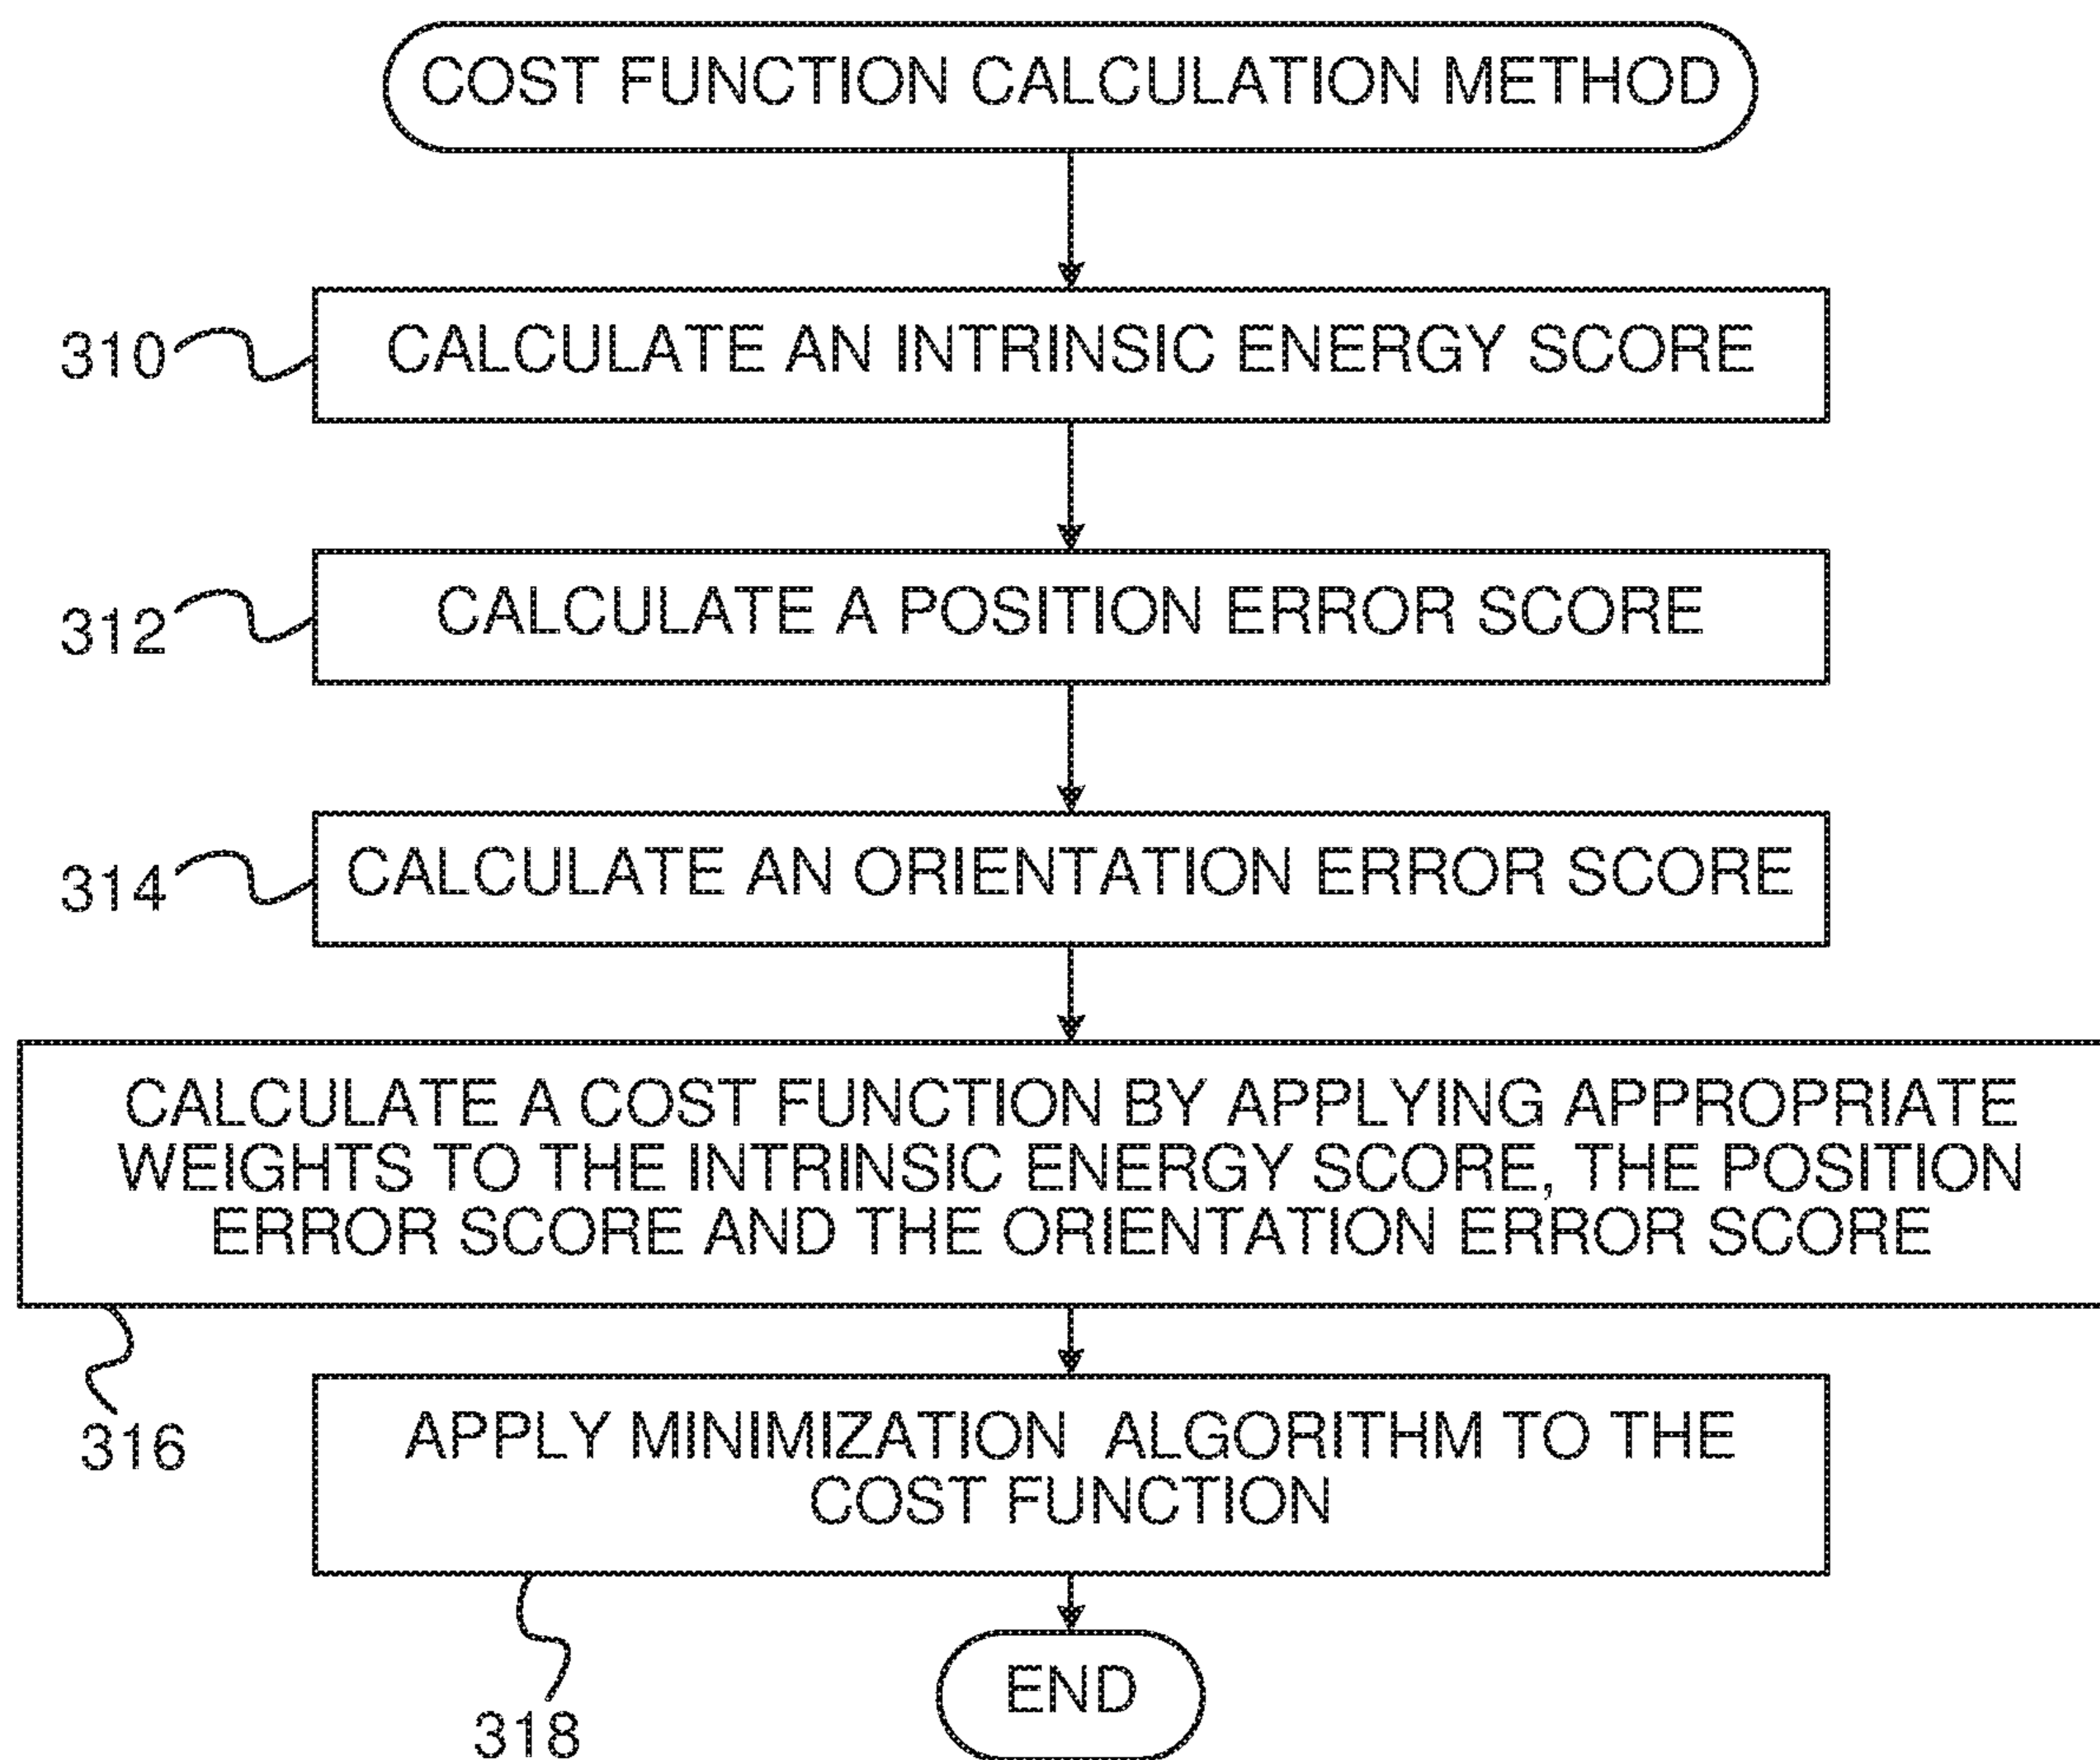 COST FUNCTION CALCULATION METHOD
310
CALCULATE AN INTRINSIC ENERGY SCORE
312
CALCULATE A POSITION ERROR SCORE
314
CALCULATE AN ORIENTATION ERROR SCORE
CALCULATE A COST FUNCTION BY APPLYING APPROPRIATE
WEIGHTS TO THE INTRINSIC ENERGY SCORE, THE POSITION
ERROR SCORE AND THE ORIENTATION ERROR SCORE
316
APPLY MINIMIZATION ALGORITHM TO THE
COST FUNCTION
318
END